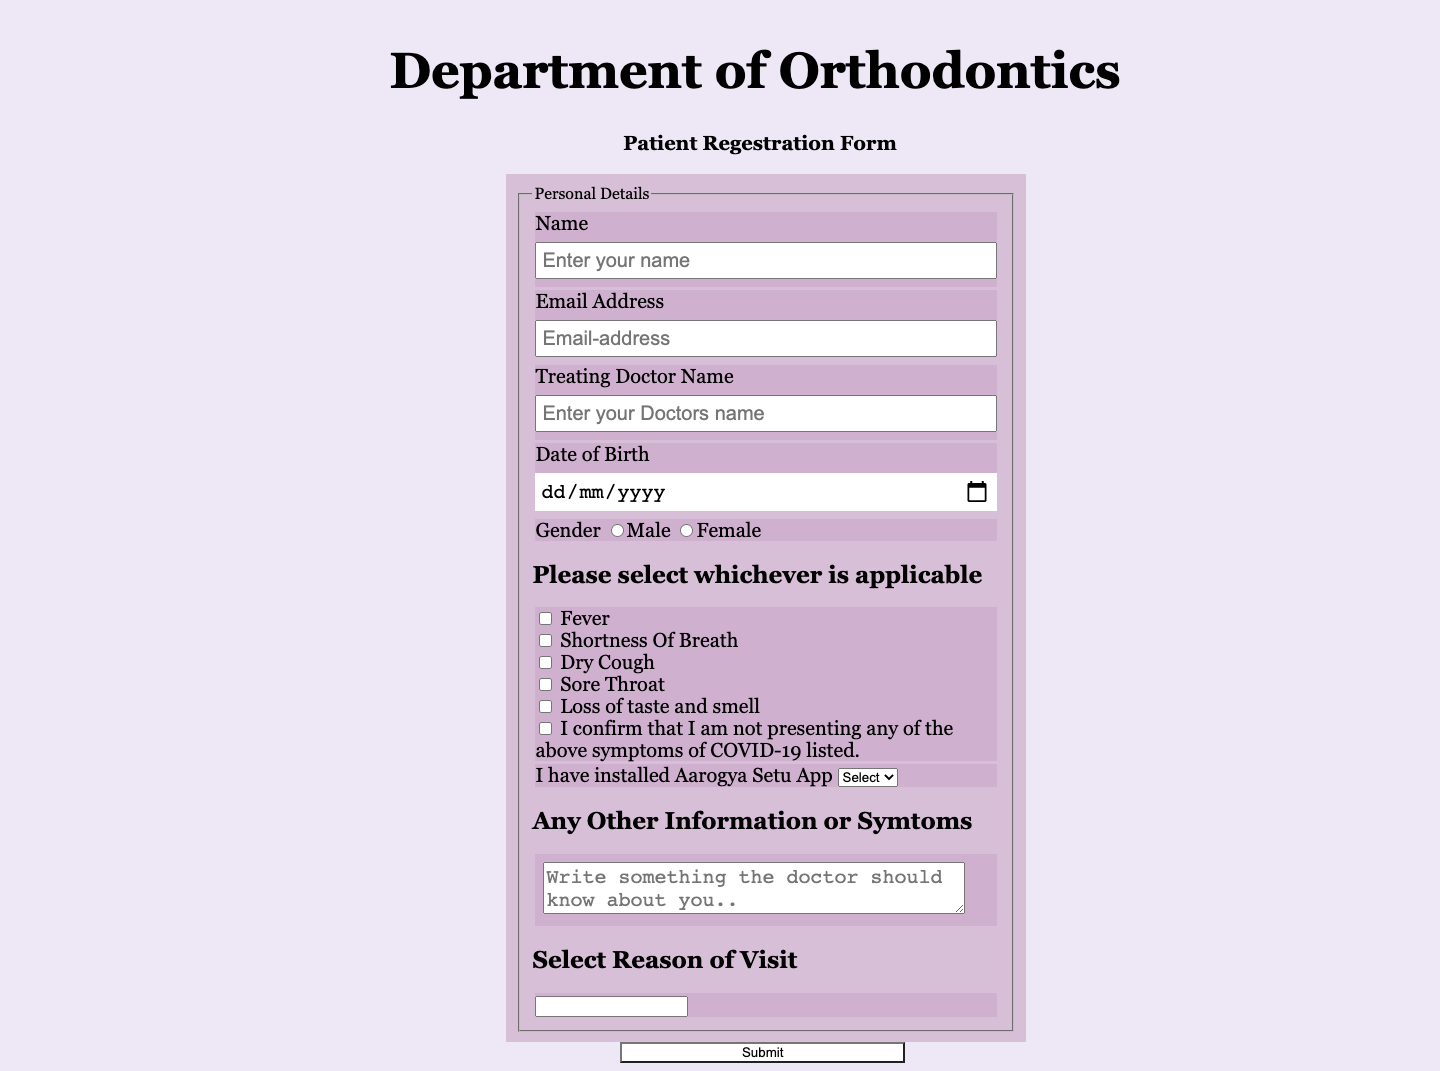 Department of Orthodontics
Patient Regestration Form
Personal Details
Name
Enter your name
Email Address
Email-address
Treating Doctor Name
Enter your Doctors name
Date of Birth
dd/mm/yyyy
Gender Male Female
Please select whichever is applicable
Fever
Shortness Of Breath
Dry Cough
Sore Throat
Loss of taste and smell
I confirm that I am not presenting any of the
above symptoms of COVID-19 listed.
I have installed Aarogya Setu App Select
Any Other Information or Symtoms
Write something the doctor should
know about you..
Select Reason of Visit
Submit